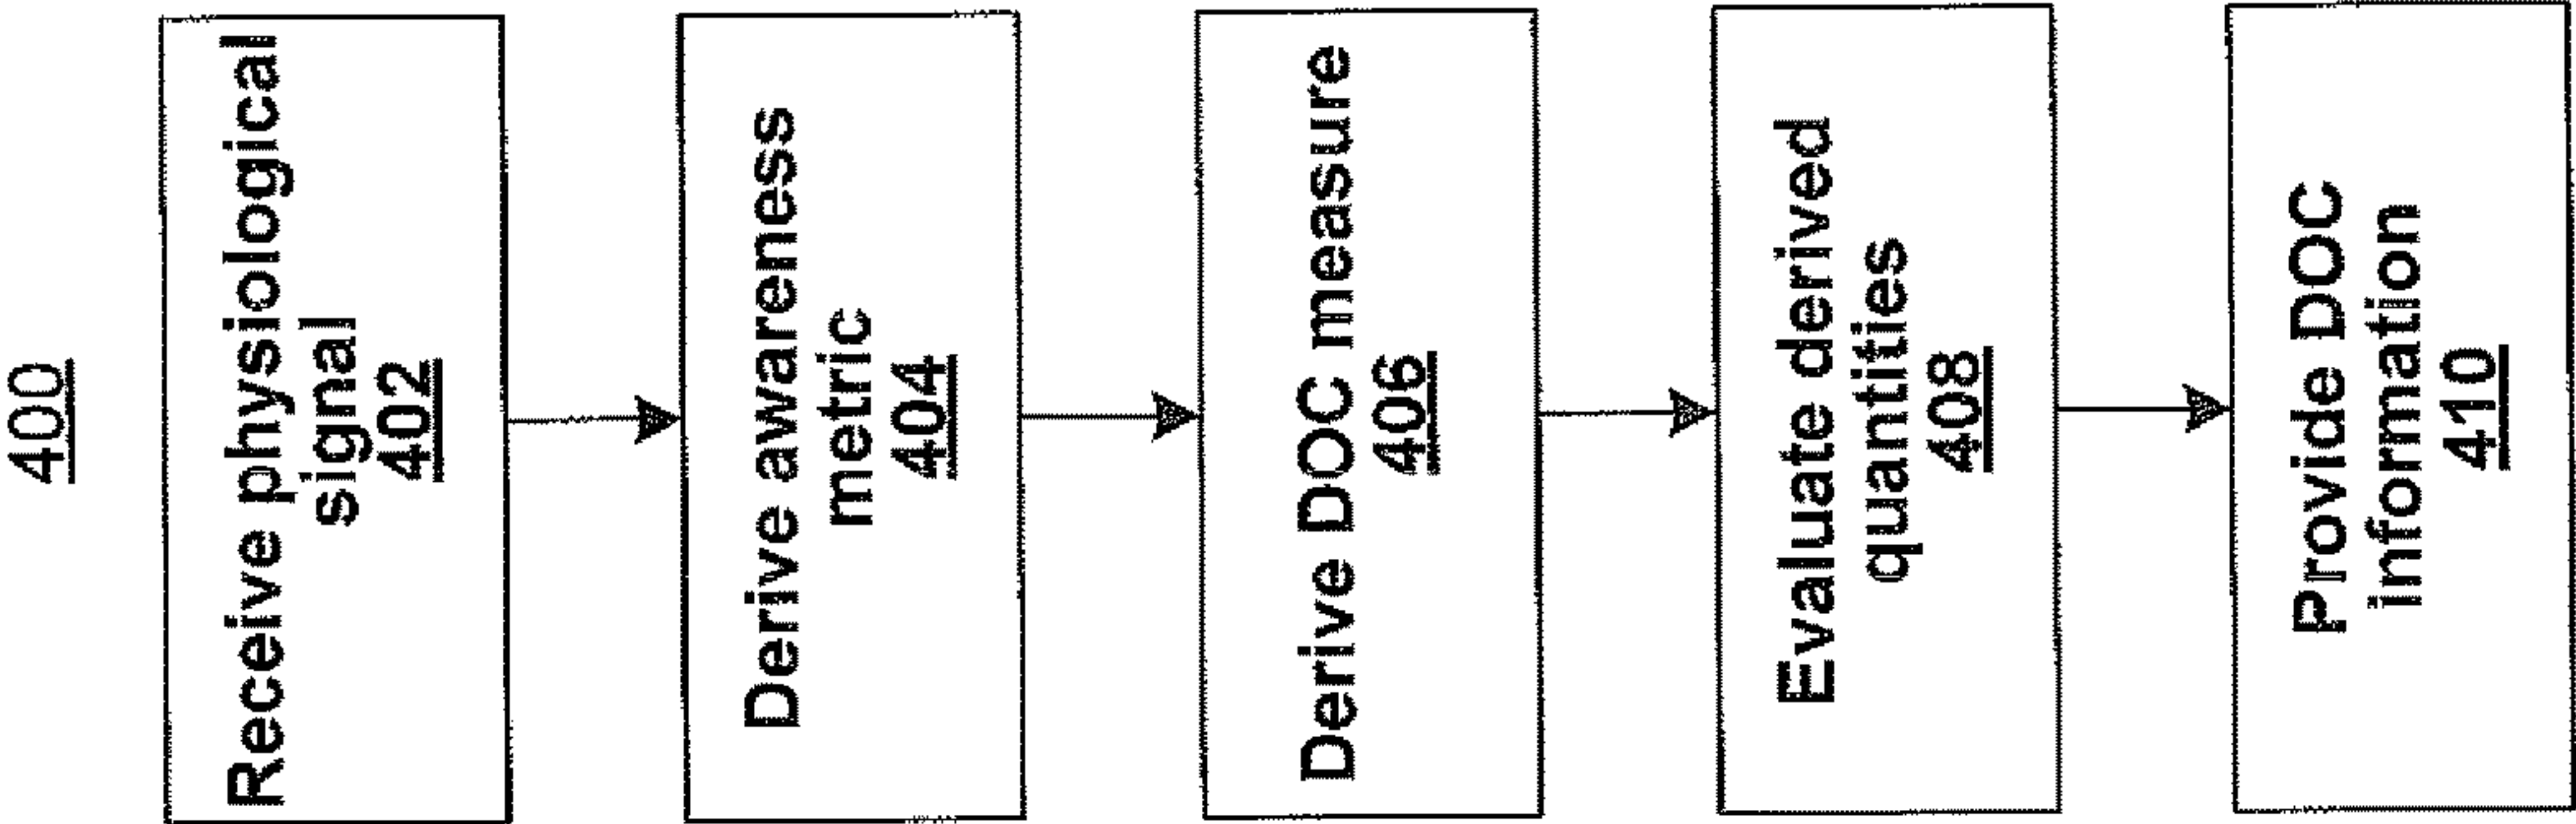 400
Receive physiological
signal
402
Derive awareness
metric
404
Derive DOC measure
406
Evaluate derived
quantities
408
Provide DOC
information
410